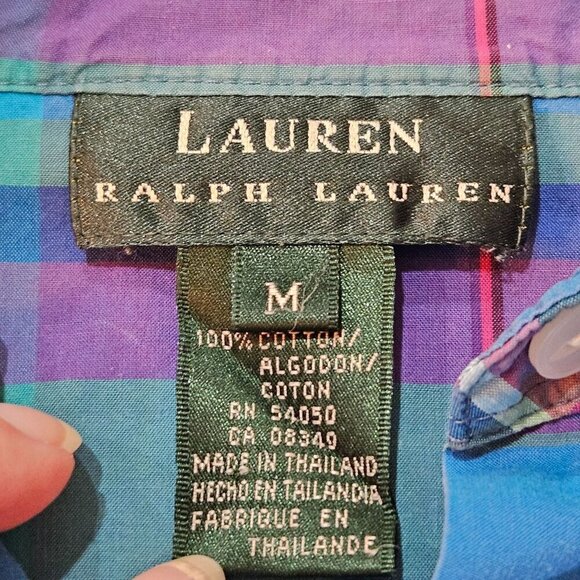 LAUREN
RALPH LAUREN
M
100% COTTON/
ALGODON/
COTON
RN 54050
CA 08349
MADE IN THAILAND
HECHO EN TAILANDIA
FABRIQUE EN
THAILANDE